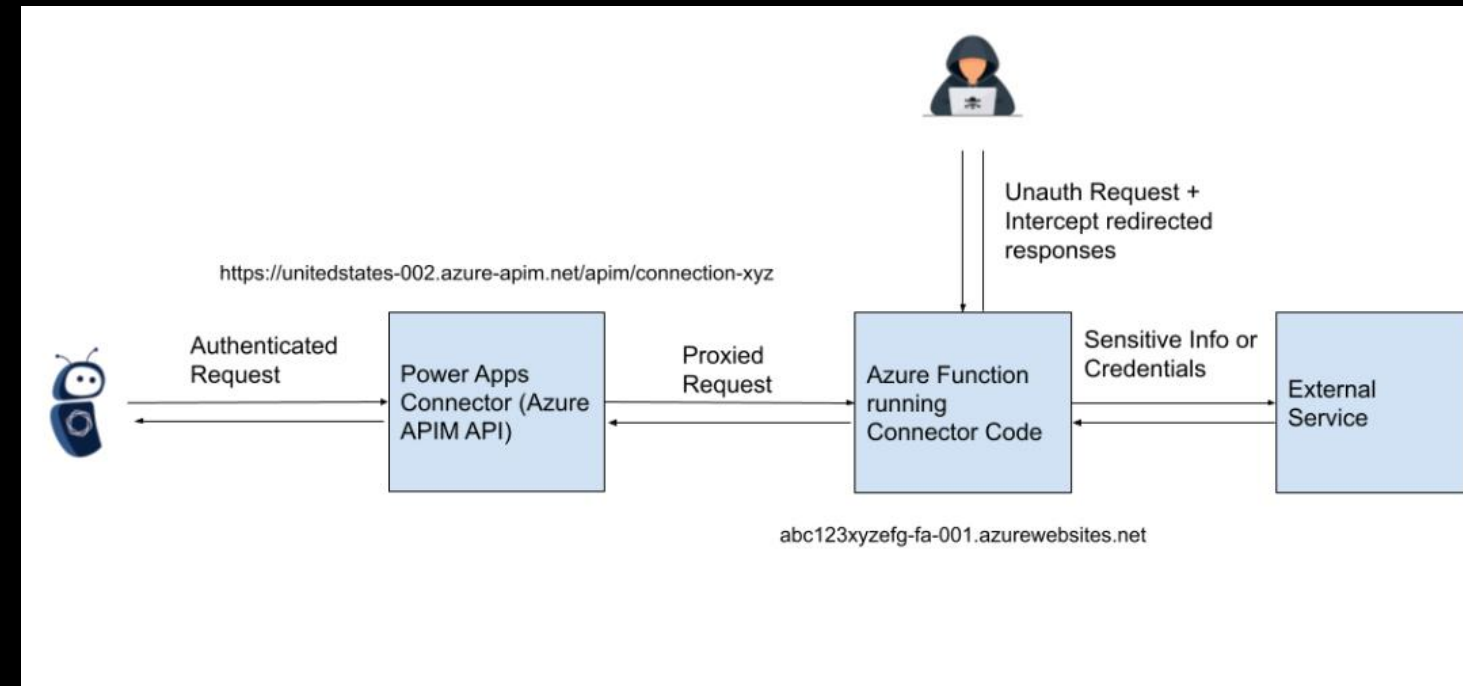 Unauth Request +
Intercept redirected
responses
https://unitedstates-002.azure-apim.net/apim/connection-xyz
Authenticated
Request
Power Apps
Connector (Azure
APIM API)
Proxied
Request
Azure Function
running
Connector Code
Sensitive Info or
Credentials
External
Service
abc123xyzefg-fa-001.azurewebsites.net